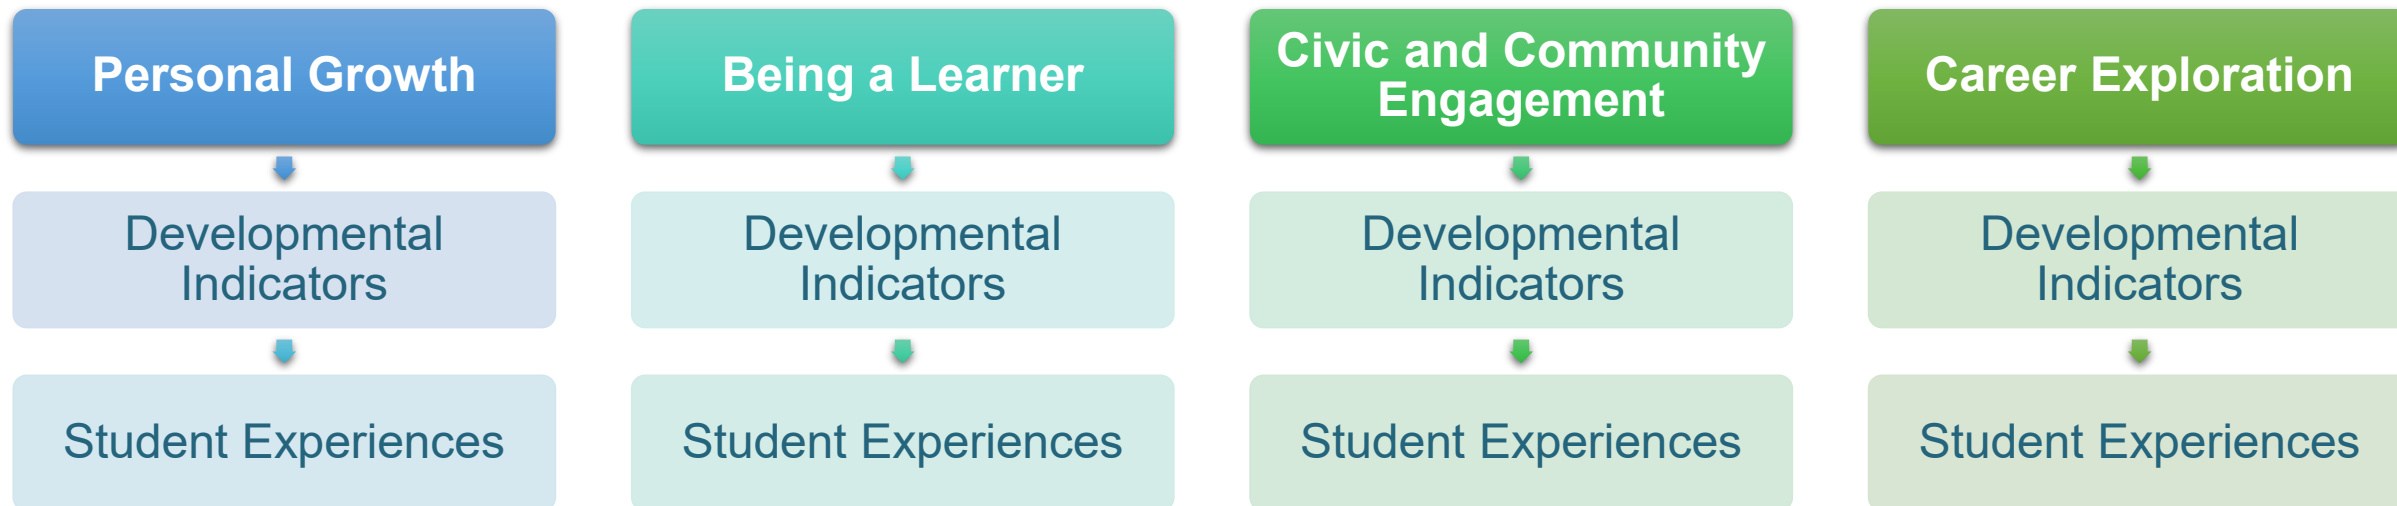 Personal Growth
Developmental
Indicators
Student Experiences
Being a Learner
Developmental
Indicators
Student Experiences
Civic and Community
Engagement
Developmental
Indicators
Student Experiences
Career Exploration
Developmental
Indicators
Student Experiences